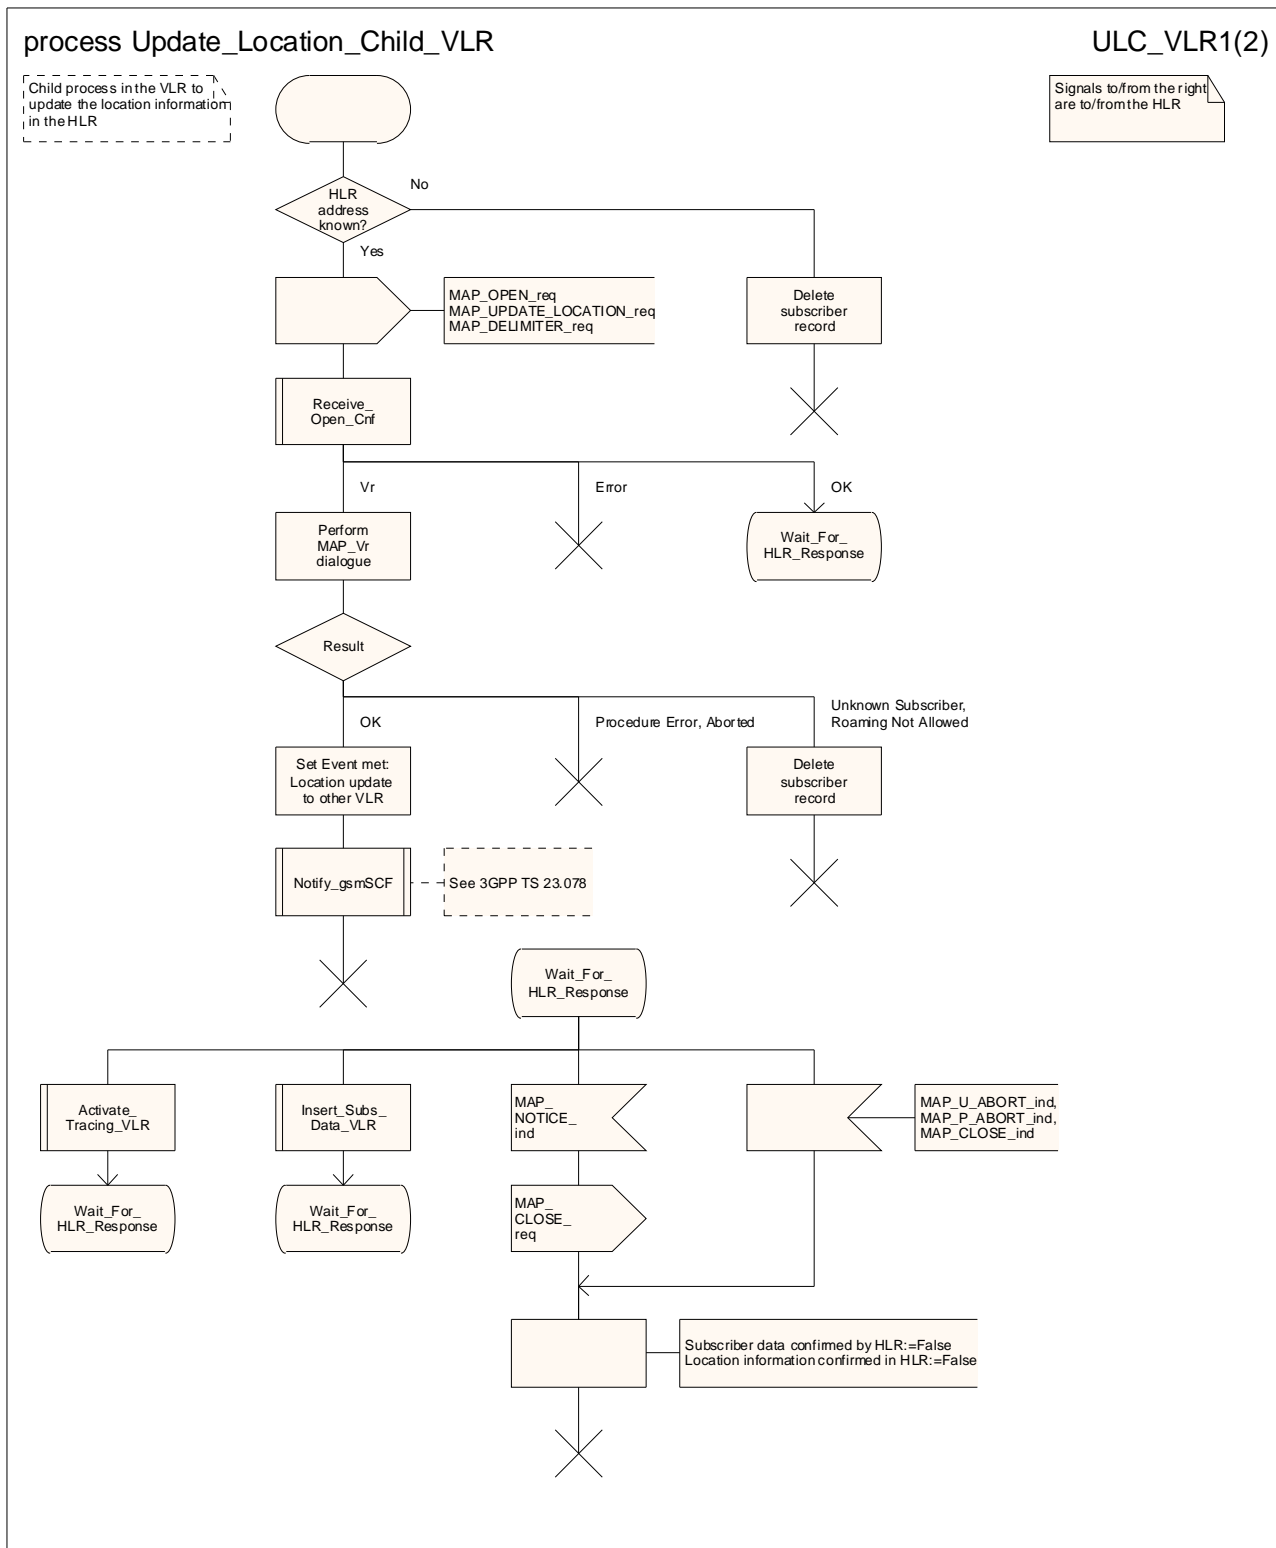 process Update_Location_Child_VLR
ULC_VLR1(2)
Child process in the VLR to
update the location information
in the HLR
Signals to/from the right
are to/from the HLR
HLR
address
known?
No
Yes
MAP_OPEN_req
MAP_UPDATE_LOCATION_req
MAP_DELIMITER_req
Delete
subscriber
record
Receive_
Open_Cnf
Vr
Error
OK
Perform
MAP_Vr
dialogue
Wait_For_
HLR_Response
Result
OK
Procedure Error, Aborted
Unknown Subscriber,
Roaming Not Allowed
Set Event met:
Location update
to other VLR
Delete
subscriber
record
Notify_gsmSCF
See 3GPP TS 23.078
Wait_For_
HLR_Response
Activate_
Tracing_VLR
Insert_Subs_
Data_VLR
MAP_
NOTICE_
ind
MAP_U_ABORT_ind,
MAP_P_ABORT_ind,
MAP_CLOSE_ind
Wait_For_
HLR_Response
Wait_For_
HLR_Response
MAP_
CLOSE_
req
Subscriber data confirmed by HLR:=False
Location information confirmed in HLR:=False